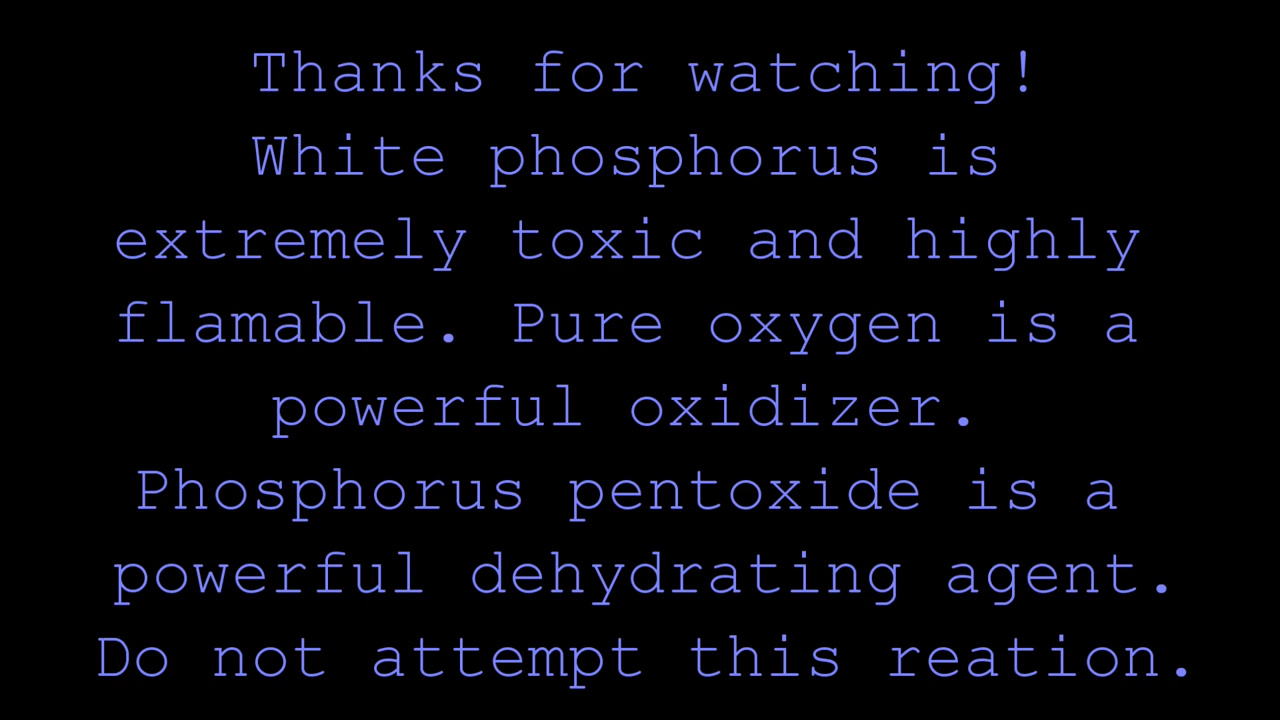 Thanks for watching!
White phosphorus is
extremely toxic and highly
flamable. Pure oxygen is a
powerful oxidizer.
Phosphorus pentoxide is a
powerful dehydrating agent.
Do not attempt this reation.